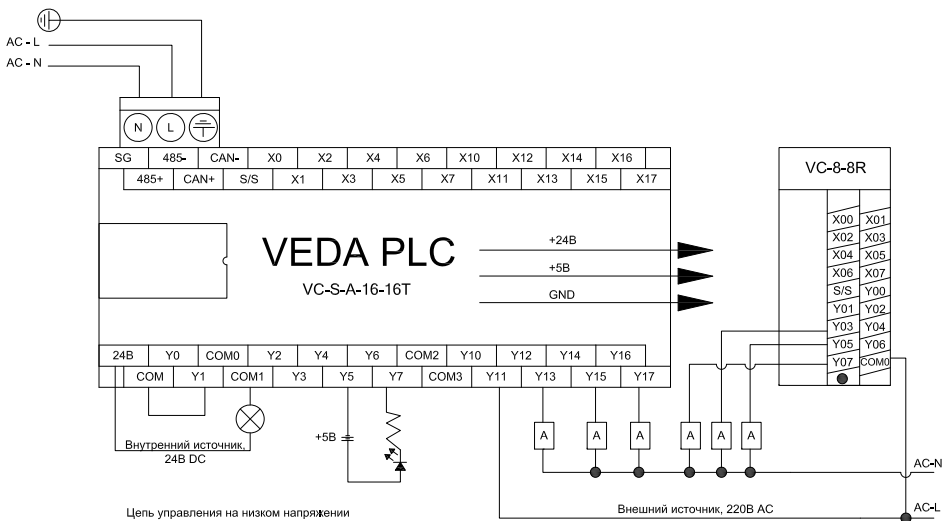 AC - L
AC - N
N L
SG 485- CAN- X0 X2 X4 X6 X10 X12 X14 X16
485+ CAN+ S/S X1 X3 X5 X7 X11 X13 X15 X17
VEDA PLC
VC-S-A-16-16T
+24В
+5В
GND
24В Y0 COM0 Y2 Y4 Y6 COM2 Y10 Y12 Y14 Y16
COM Y1 COM1 Y3 Y5 Y7 COM3 Y11 Y13 Y15 Y17
VC-8-8R
X00 X01
X02 X03
X04 X05
X06 X07
S/S Y00
Y01 Y02
Y03 Y04
Y05 Y06
Y07 COM0
+5В
A A A A A A
Внутренний источник,
24В DC
AC-N
Внешний источник, 220В AC
AC-L
Цепь управления на низком напряжении